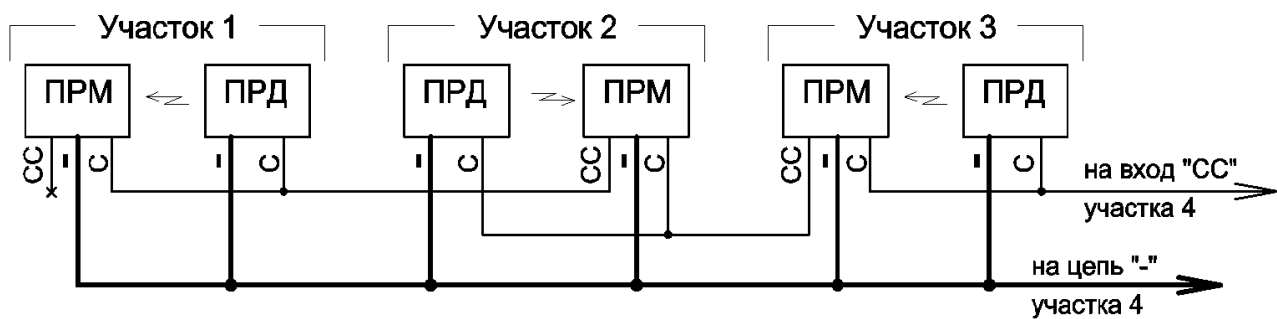 Участок 1 Участок 2 Участок 3
ПРМ ПРД ПРД ПРМ ПРМ ПРД
СС - С - С - С СС - С СС - С - С
на вход "СС"
участка 4
на цепь "-"
участка 4